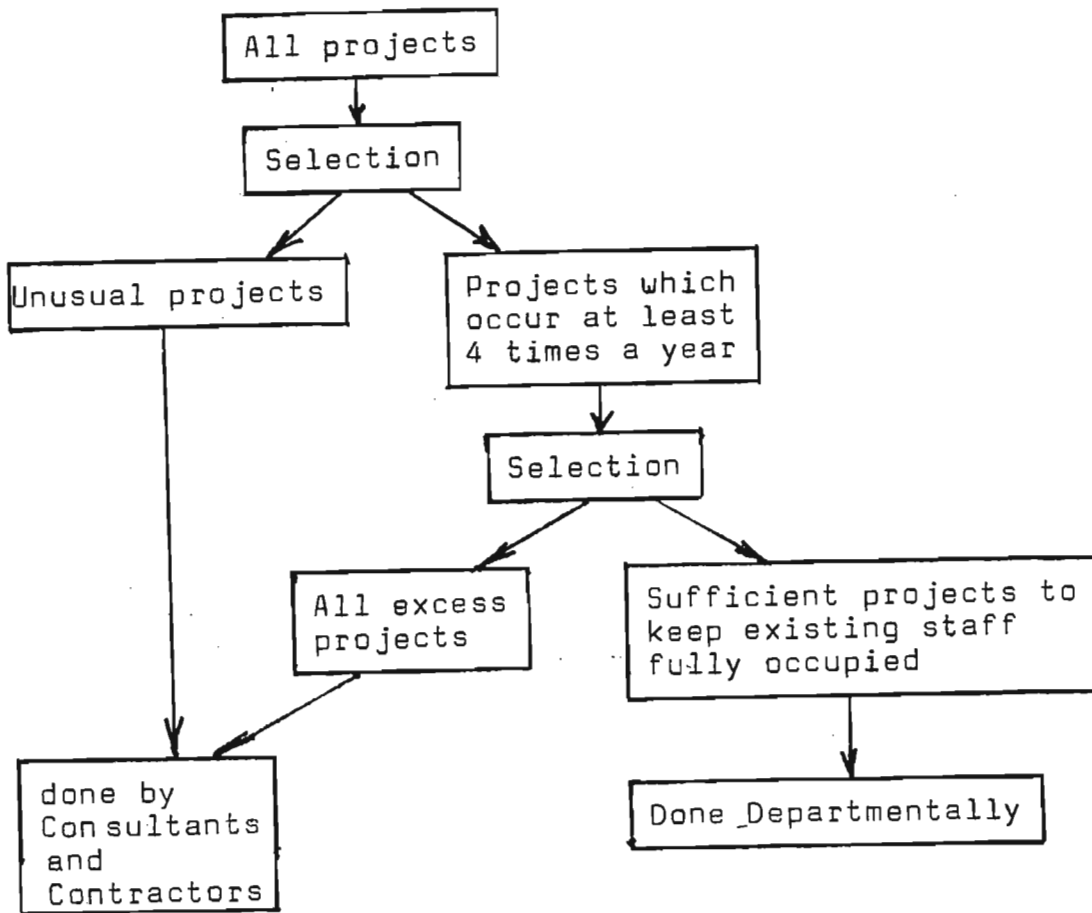 All projects
Selection
Unusual projects
Projects which
occur at least
4 times a year
Selection
All excess
projects
Sufficient projects to
keep existing staff
fully occupied
done by
Consultants
and
Contractors
Done Departmentally